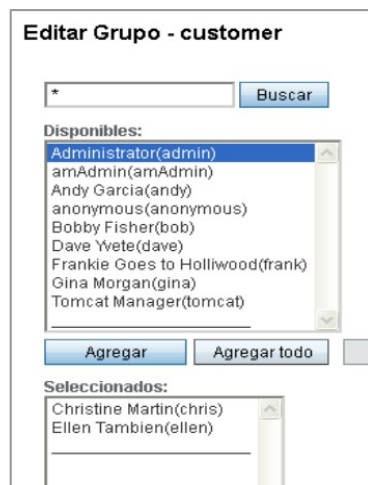 Editar Grupo - customer
*
Buscar
Disponibles:
Administrator(admin)
amAdmin(amAdmin)
Andy Garcia(andy)
anonymous(anonymous)
Bobby Fisher(bob)
Dave Yvete(dave)
Frankie Goes to Holliwood(frank)
Gina Morgan(gina)
Tomcat Manager(tomcat)
Agregar Agregar todo
Seleccionados:
Christine Martin(chris)
Ellen Tambien(ellen)